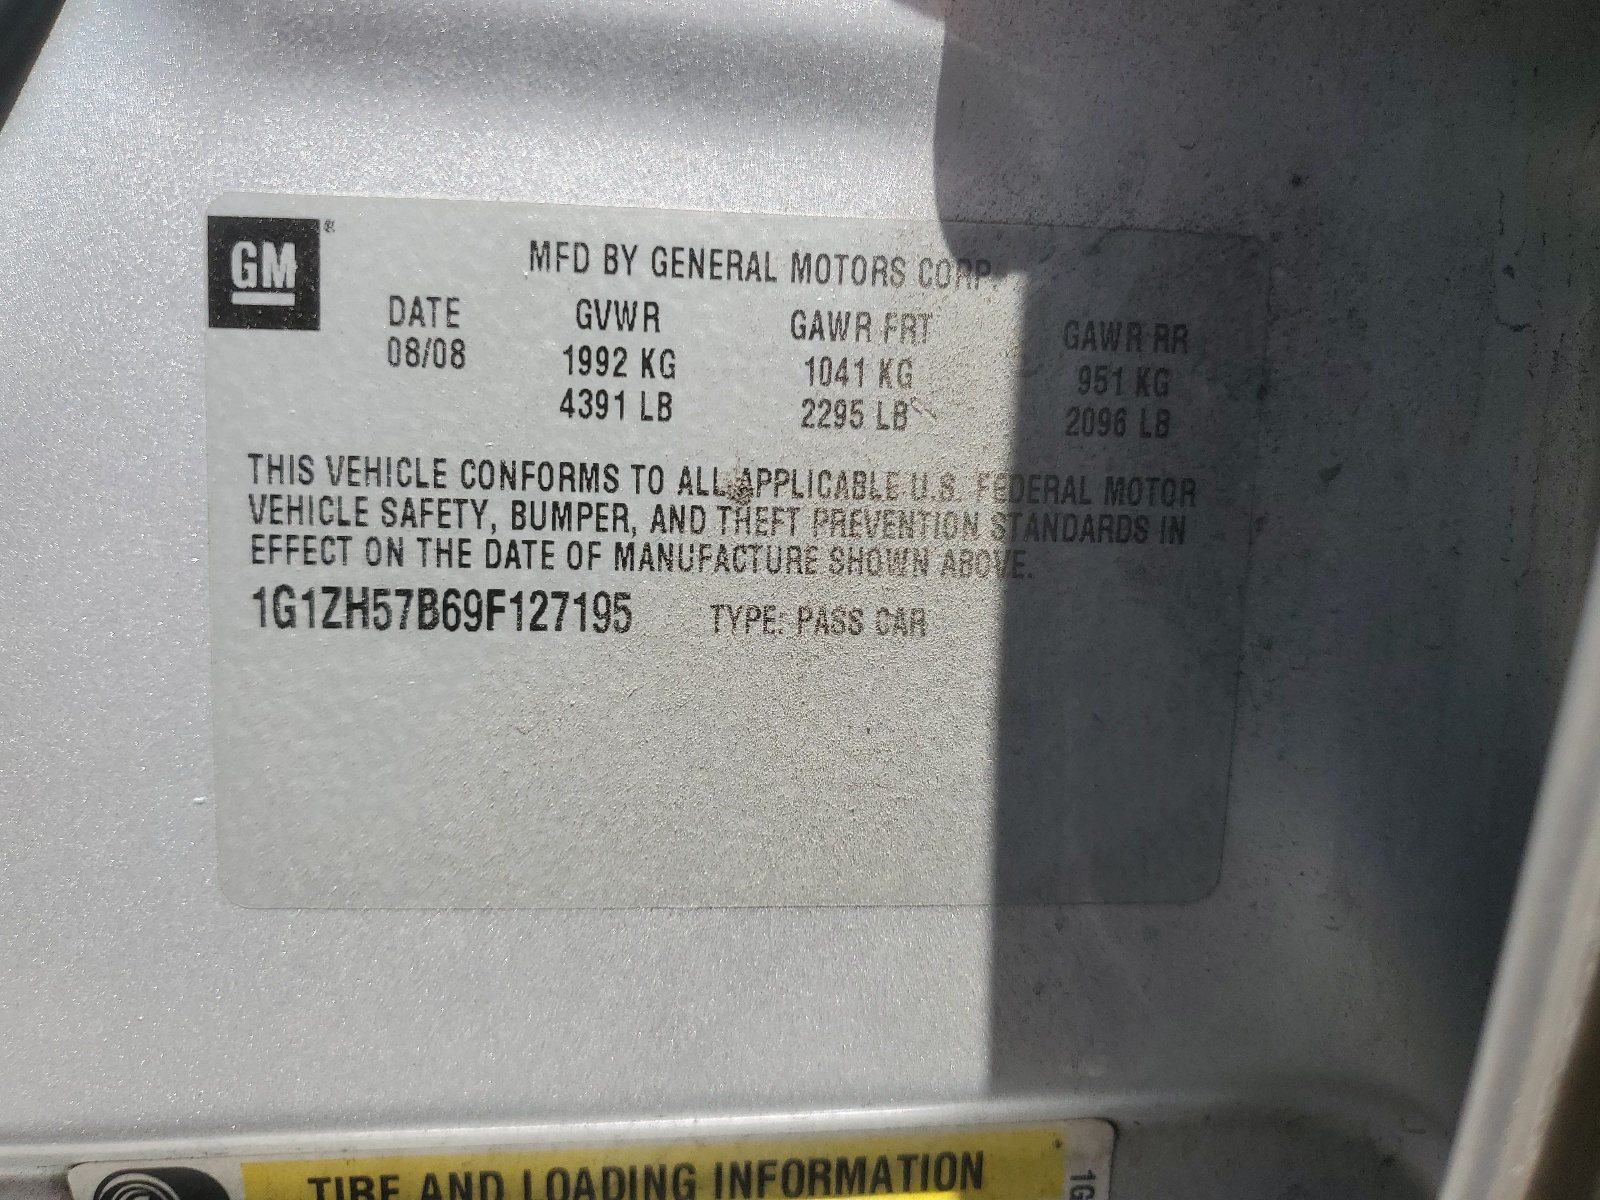 GM ®
MFD BY GENERAL MOTORS CORP.
DATE GVWR GAWR FRT GAWR RR
08/08 1992 KG 1041 KG 951 KG
4391 LB 2295 LB 2096 LB
THIS VEHICLE CONFORMS TO ALL APPLICABLE U.S. FEDERAL MOTOR
VEHICLE SAFETY, BUMPER, AND THEFT PREVENTION STANDARDS IN
EFFECT ON THE DATE OF MANUFACTURE SHOWN ABOVE.
1G1ZH57B69F127195 TYPE: PASS CAR
TIRE AND LOADING INFORMATION
1G